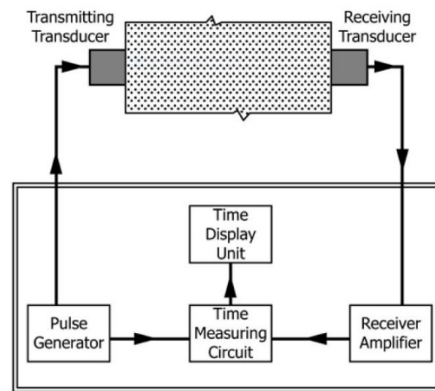 Transmitting
Transducer
Receiving
Transducer
Time
Display
Unit
Pulse
Generator
Time
Measuring
Circuit
Receiver
Amplifier